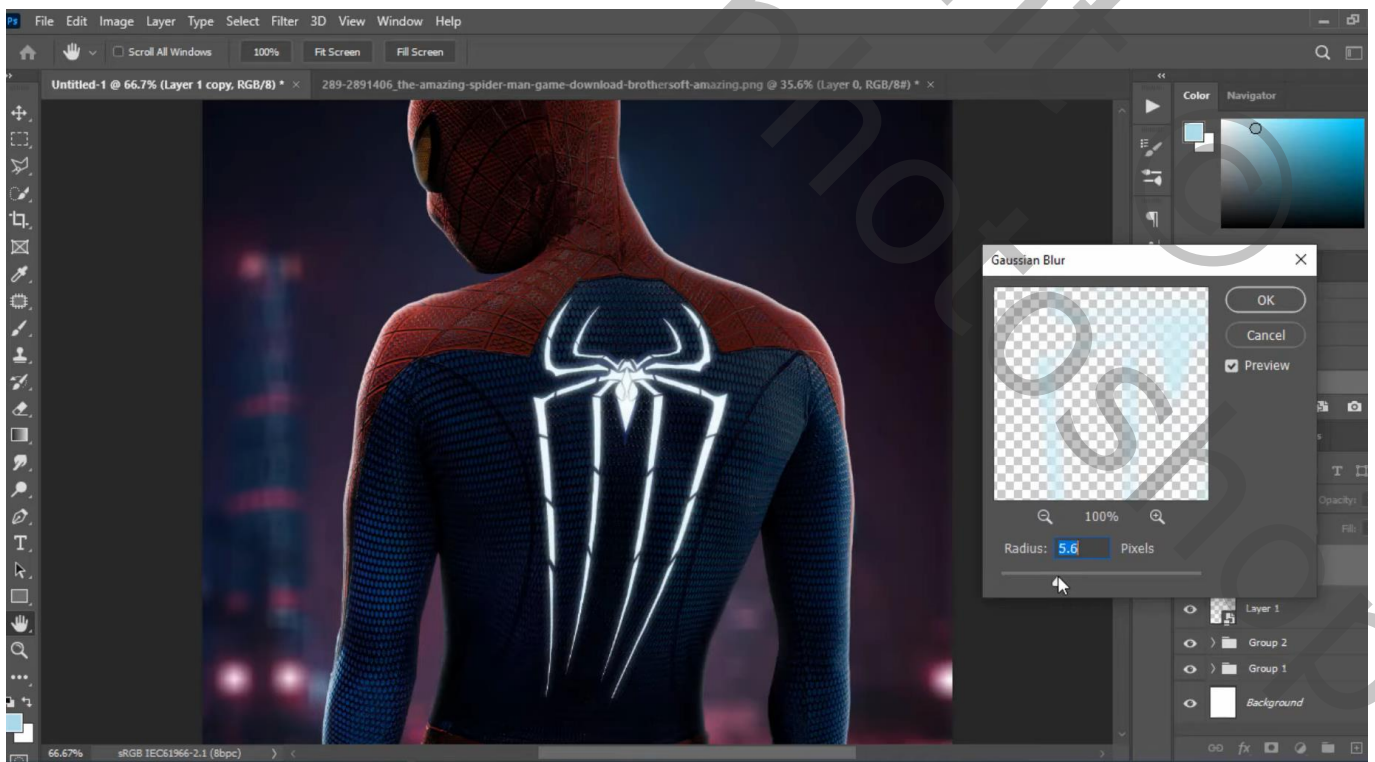 Ps File Edit Image Layer Type Select Filter 3D View Window Help
Scroll All Windows 100% Fit Screen Fill Screen
Untitled-1 @ 66.7% (Layer 1 copy, RGB/8) * × 289-2891406_the-amazing-spider-man-game-download-brothersoft-amazing.png @ 35.6% (Layer 0, RGB/8#) * ×
Color Navigator
Gaussian Blur
OK
Cancel
Preview
100%
Radius: 5.6 Pixels
Opacity:
Fill:
Layer 1
Group 2
Group 1
Background
66.67% sRGB IEC61966-2.1 (8bpc)
fx
Photoshop
©